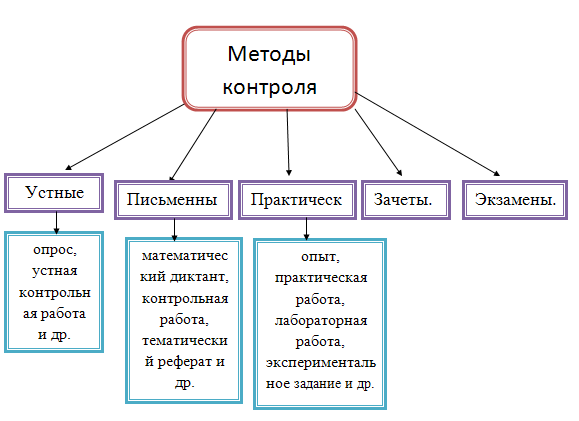 Методы
контроля
Устные
Письменны
Практическ
Зачеты.
Экзамены.
опрос,
устная
контрольн
ая работа
и др.
математичес
кий диктант,
контрольная
работа,
тематически
й реферат и
др.
опыт,
практическая
работа,
лабораторная
работа,
эксперименталь
ное задание и др.